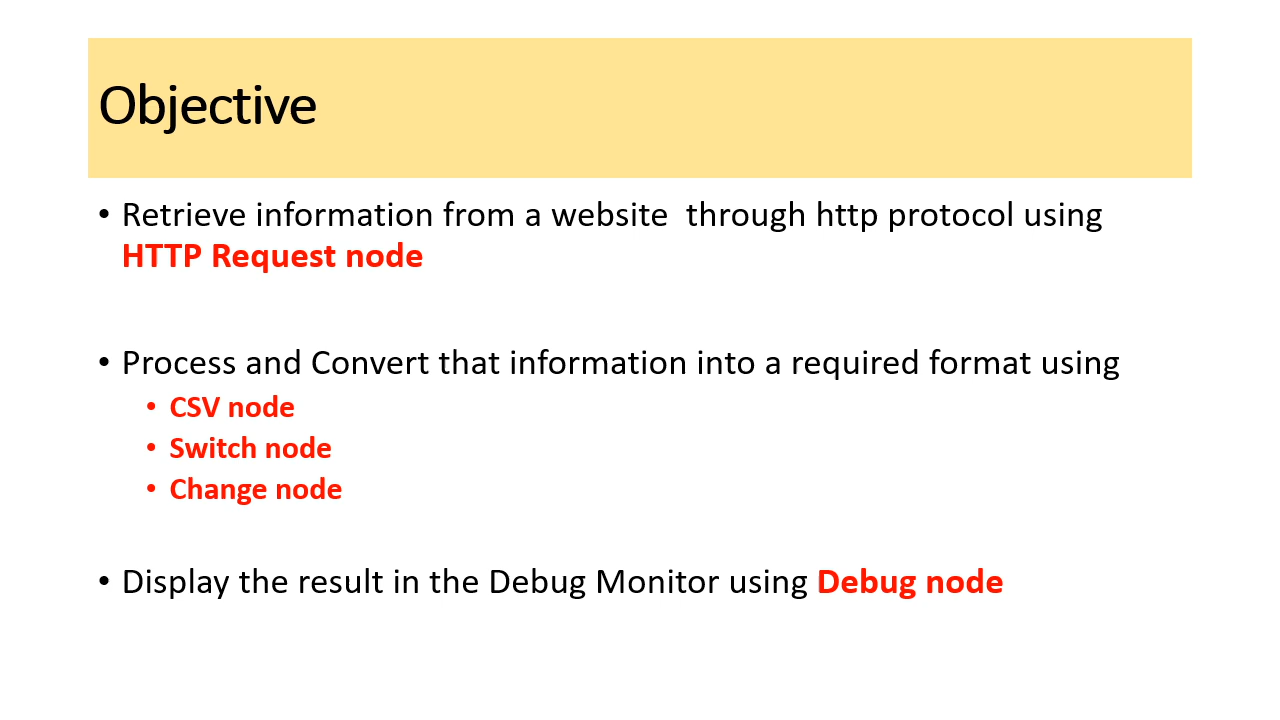 Objective
• Retrieve information from a website  through http protocol using
HTTP Request node
• Process and Convert that information into a required format using
• CSV node
• Switch node
• Change node
• Display the result in the Debug Monitor using Debug node